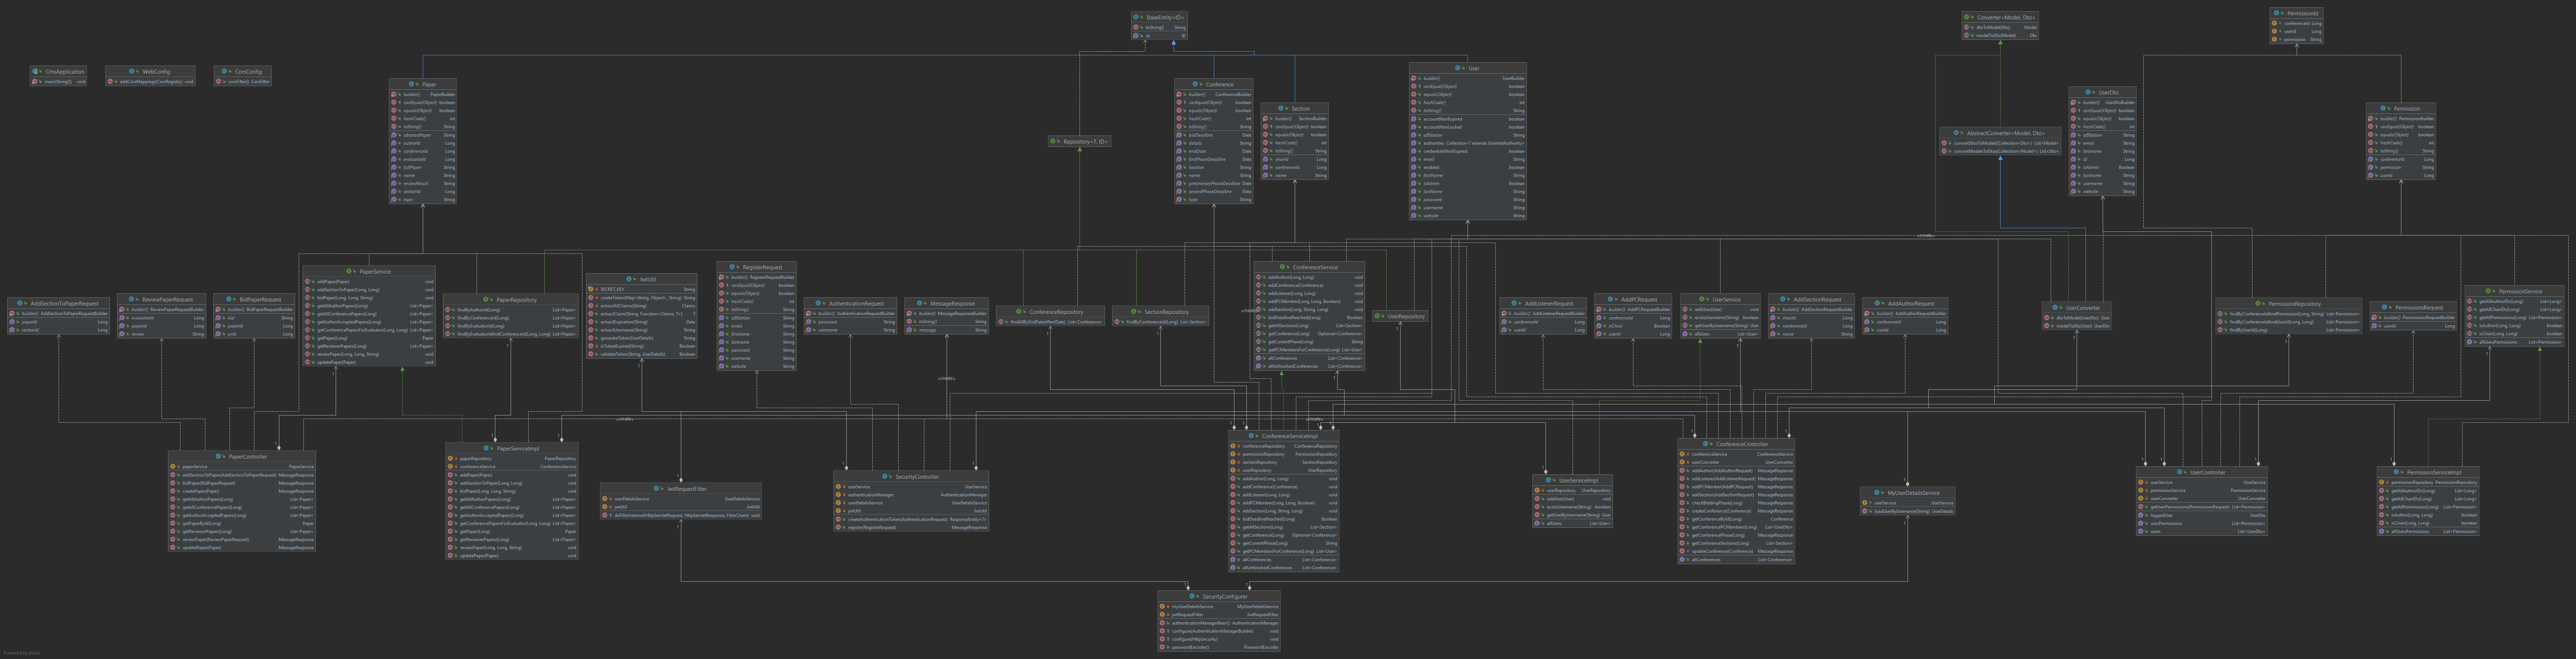 BaseEntity<ID>
toString() String
id ID
Converter<Model, Dto>
dtoToModel(Dto) Model
modelToDto(Model) Dto
PermissionId
conferenceId Long
userId Long
permission String
CmsApplication
main(String[]) void
WebConfig
addCorsMappings(CorsRegistry) void
CorsConfig
corsFilter() CorsFilter
Paper
builder() PaperBuilder
canEqual(Object) boolean
equals(Object) boolean
hashCode() int
toString() String
abstractPaper String
authorId Long
conferenceId Long
evaluatorId Long
fullPaper String
name String
reviewResult String
sectionId Long
topic String
Conference
builder() ConferenceBuilder
canEqual(Object) boolean
equals(Object) boolean
hashCode() int
toString() String
bidDeadline Date
details String
endDate Date
firstPhaseDeadline Date
location String
name String
preliminaryPhaseDeadline Date
secondPhaseDeadline Date
type String
Section
builder() SectionBuilder
canEqual(Object) boolean
equals(Object) boolean
hashCode() int
toString() String
chairId Long
conferenceId Long
name String
User
builder() UserBuilder
canEqual(Object) boolean
equals(Object) boolean
hashCode() int
toString() String
accountNonExpired boolean
accountNonLocked boolean
affiliation String
authorities Collection<? extends GrantedAuthority>
credentialsNonExpired boolean
email String
enabled boolean
firstName String
isAdmin Boolean
lastName String
password String
username String
website String
Repository<T, ID>
AbstractConverter<Model, Dto>
convertDtosToModels(Collection<Dto>) List<Model>
convertModelsToDtos(Collection<Model>) List<Dto>
UserDto
builder() UserDtoBuilder
canEqual(Object) boolean
equals(Object) boolean
hashCode() int
affiliation String
email String
firstname String
id Long
isAdmin Boolean
lastname String
username String
website String
Permission
builder() PermissionBuilder
canEqual(Object) boolean
equals(Object) boolean
hashCode() int
toString() String
conferenceId Long
permission String
userId Long
AddSectionToPaperRequest
builder() AddSectionToPaperRequestBuilder
paperId Long
sectionId Long
ReviewPaperRequest
builder() ReviewPaperRequestBuilder
evaluatorId Long
paperId Long
review String
BidPaperRequest
builder() BidPaperRequestBuilder
bid String
paperId Long
pcId Long
PaperService
addPaper(Paper) void
addSectionToPaper(Long, Long) void
bidPaper(Long, Long, String) void
getAllAuthorPapers(Long) List<Paper>
getAllConferencePapers(Long) List<Paper>
getAuthorAcceptedPapers(Long) List<Paper>
getConferencePapersForEvaluator(Long, Long) List<Paper>
getPaper(Long) Paper
getReviewerPapers(Long) List<Paper>
reviewPaper(Long, Long, String) void
updatePaper(Paper) void
PaperRepository
findByAuthorId(Long) List<Paper>
findByConferenceId(Long) List<Paper>
findByEvaluatorId(Long) List<Paper>
findByEvaluatorIdAndConferenceId(Long, Long) List<Paper>
JwtUtil
SECRET_KEY String
createToken(Map<String, Object>, String) String
extractAllClaims(String) Claims
extractClaim(String, Function<Claims, T>) T
extractExpiration(String) Date
extractUsername(String) String
generateToken(UserDetails) String
isTokenExpired(String) Boolean
validateToken(String, UserDetails) Boolean
RegisterRequest
builder() RegisterRequestBuilder
canEqual(Object) boolean
equals(Object) boolean
hashCode() int
toString() String
affiliation String
email String
firstname String
lastname String
password String
username String
website String
AuthenticationRequest
builder() AuthenticationRequestBuilder
password String
username String
MessageResponse
builder() MessageResponseBuilder
toString() String
message String
ConferenceRepository
findAllByEndDateAfter(Date) List<Conference>
SectionRepository
findByConferenceId(Long) List<Section>
ConferenceService
addAuthor(Long, Long) void
addConference(Conference) void
addListener(Long, Long) void
addPCMember(Long, Long, Boolean) void
addSection(Long, String, Long) void
bidDeadlineReached(Long) Boolean
getAllSections(Long) List<Section>
getConference(Long) Optional<Conference>
getCurrentPhase(Long) String
getPCMembersForConference(Long) List<User>
allConferences List<Conference>
allUnfinishedConferences List<Conference>
UserRepository
AddListenerRequest
builder() AddListenerRequestBuilder
conferenceId Long
userId Long
AddPCRequest
builder() AddPCRequestBuilder
conferenceId Long
isChair Boolean
userId Long
UserService
addUser(User) void
existsUsername(String) boolean
getUserByUsername(String) User
allUsers List<User>
AddSectionRequest
builder() AddSectionRequestBuilder
chairId Long
conferenceId Long
name String
AddAuthorRequest
builder() AddAuthorRequestBuilder
conferenceId Long
userId Long
UserConverter
dtoToModel(UserDto) User
modelToDto(User) UserDto
PermissionRepository
findByConferenceIdAndPermission(Long, String) List<Permission>
findByConferenceIdAndUserId(Long, Long) List<Permission>
findByUserId(Long) List<Permission>
PermissionRequest
builder() PermissionRequestBuilder
userId Long
PermissionService
getAllAuthorIDs(Long) List<Long>
getAllChairIDs(Long) List<Long>
getAllPermissions(Long, Long) List<String>
isAuthor(Long, Long) boolean
isChair(Long, Long) boolean
allUsersPermissions List<Permission>
«create»
«create»
«create»
«create»
«create»
PaperController
paperService PaperService
addSectionToPaper(AddSectionToPaperRequest) MessageResponse
bidPaper(BidPaperRequest) MessageResponse
createPaper(Paper) MessageResponse
getAllAuthorPapers(Long) List<Paper>
getAllConferencePapers(Long) List<Paper>
getAuthorAcceptedPapers(Long) List<Paper>
getPaperById(Long) Paper
getReviewerPapers(Long) List<Paper>
reviewPaper(ReviewPaperRequest) MessageResponse
updatePaper(Paper) MessageResponse
PaperServiceImpl
paperRepository PaperRepository
conferenceService ConferenceService
addPaper(Paper) void
addSectionToPaper(Long, Long) void
bidPaper(Long, Long, String) void
getAllAuthorPapers(Long) List<Paper>
getAllConferencePapers(Long) List<Paper>
getAuthorAcceptedPapers(Long) List<Paper>
getConferencePapersForEvaluator(Long, Long) List<Paper>
getPaper(Long) Paper
getReviewerPapers(Long) List<Paper>
reviewPaper(Long, Long, String) void
updatePaper(Paper) void
JwtRequestFilter
userDetailsService UserDetailsService
jwtUtil JwtUtil
doFilterInternal(HttpServletRequest, HttpServletResponse, FilterChain) void
SecurityController
userService UserService
authenticationManager AuthenticationManager
userDetailsService UserDetailsService
jwtUtil JwtUtil
createAuthenticationToken(AuthenticationRequest) ResponseEntity<?>
register(RegisterRequest) MessageResponse
ConferenceServiceImpl
conferenceRepository ConferenceRepository
permissionRepository PermissionRepository
sectionRepository SectionRepository
userRepository UserRepository
addAuthor(Long, Long) void
addConference(Conference) void
addListener(Long, Long) void
addPCMember(Long, Long, Boolean) void
addSection(Long, String, Long) void
bidDeadlineReached(Long) Boolean
getAllSections(Long) List<Section>
getConference(Long) Optional<Conference>
getCurrentPhase(Long) String
getPCMembersForConference(Long) List<User>
allConferences List<Conference>
allUnfinishedConferences List<Conference>
UserServiceImpl
userRepository UserRepository
addUser(User) void
existsUsername(String) boolean
getUserByUsername(String) User
allUsers List<User>
ConferenceController
conferenceService ConferenceService
userConverter UserConverter
addAuthor(AddAuthorRequest) MessageResponse
addListener(AddListenerRequest) MessageResponse
addPCMember(AddPCRequest) MessageResponse
addSection(AddSectionRequest) MessageResponse
checkBiddingPhase(Long) MessageResponse
createConference(Conference) MessageResponse
getConferenceById(Long) Conference
getConferencePCMembers(Long) List<UserDto>
getConferencePhase(Long) MessageResponse
getConferenceSections(Long) List<Section>
updateConference(Conference) MessageResponse
allConferences List<Conference>
MyUserDetailsService
userService UserService
loadUserByUsername(String) UserDetails
UserController
userService UserService
permissionService PermissionService
userConverter UserConverter
getUserPermissions(PermissionRequest) List<Permission>
loggedUser UserDto
userPermissions List<Permission>
users List<UserDto>
PermissionServiceImpl
permissionRepository PermissionRepository
getAllAuthorIDs(Long) List<Long>
getAllChairIDs(Long) List<Long>
getAllPermissions(Long, Long) List<String>
isAuthor(Long, Long) boolean
isChair(Long, Long) boolean
allUsersPermissions List<Permission>
SecurityConfigurer
myUserDetailsService MyUserDetailsService
jwtRequestFilter JwtRequestFilter
authenticationManagerBean() AuthenticationManager
configure(AuthenticationManagerBuilder) void
configure(HttpSecurity) void
passwordEncoder() PasswordEncoder
Powered by yFiles